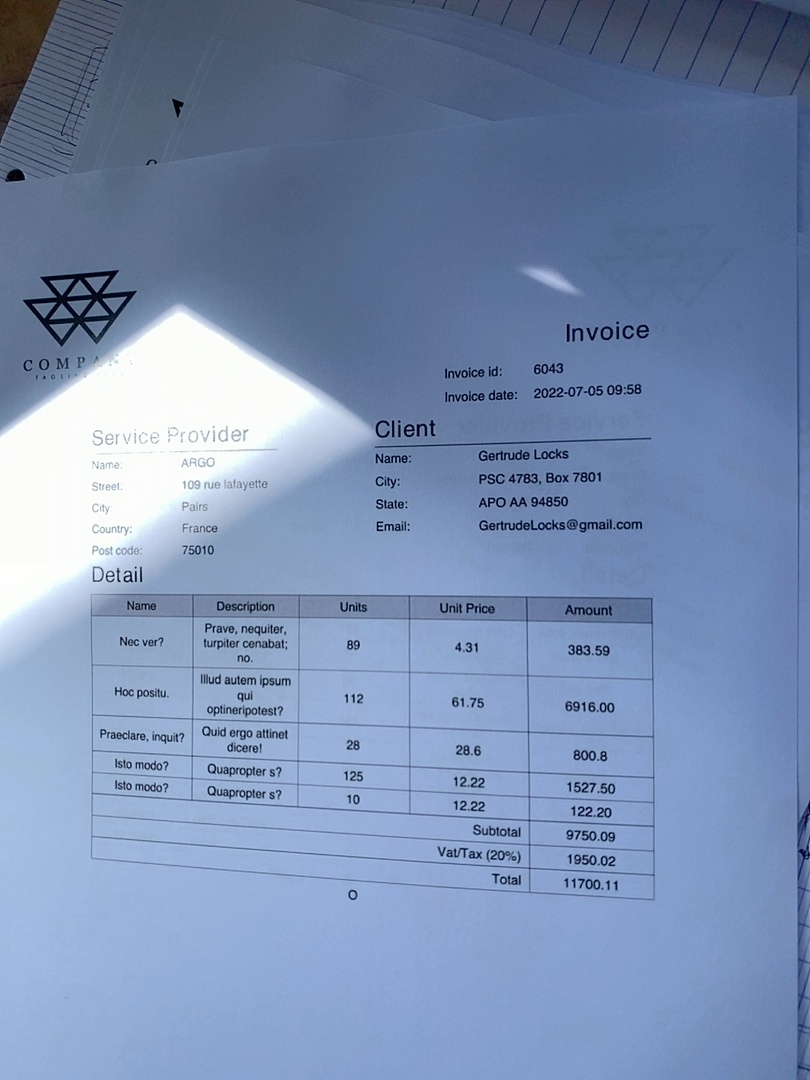 COMPANY
Invoice
Invoice id: 6043
Invoice date: 2022-07-05 09:58
Service Provider
Name: ARGO
Street: 109 rue lafayette
City: Pairs
Country: France
Post code: 75010
Client
Name: Gertrude Locks
City: PSC 4783, Box 7801
State: APO AA 94850
Email: GertrudeLocks@gmail.com
Detail
Name Description Units Unit Price Amount
Nec ver? Prave, nequiter, turpiter cenabat; no. 89 4.31 383.59
Hoc positu. Illud autem ipsum qui optineripotest? 112 61.75 6916.00
Praeclare, inquit? Quid ergo attinet dicere! 28 28.6 800.8
Isto modo? Quapropter s? 125 12.22 1527.50
Isto modo? Quapropter s? 10 12.22 122.20
Subtotal 9750.09
Vat/Tax (20%) 1950.02
Total 11700.11
O